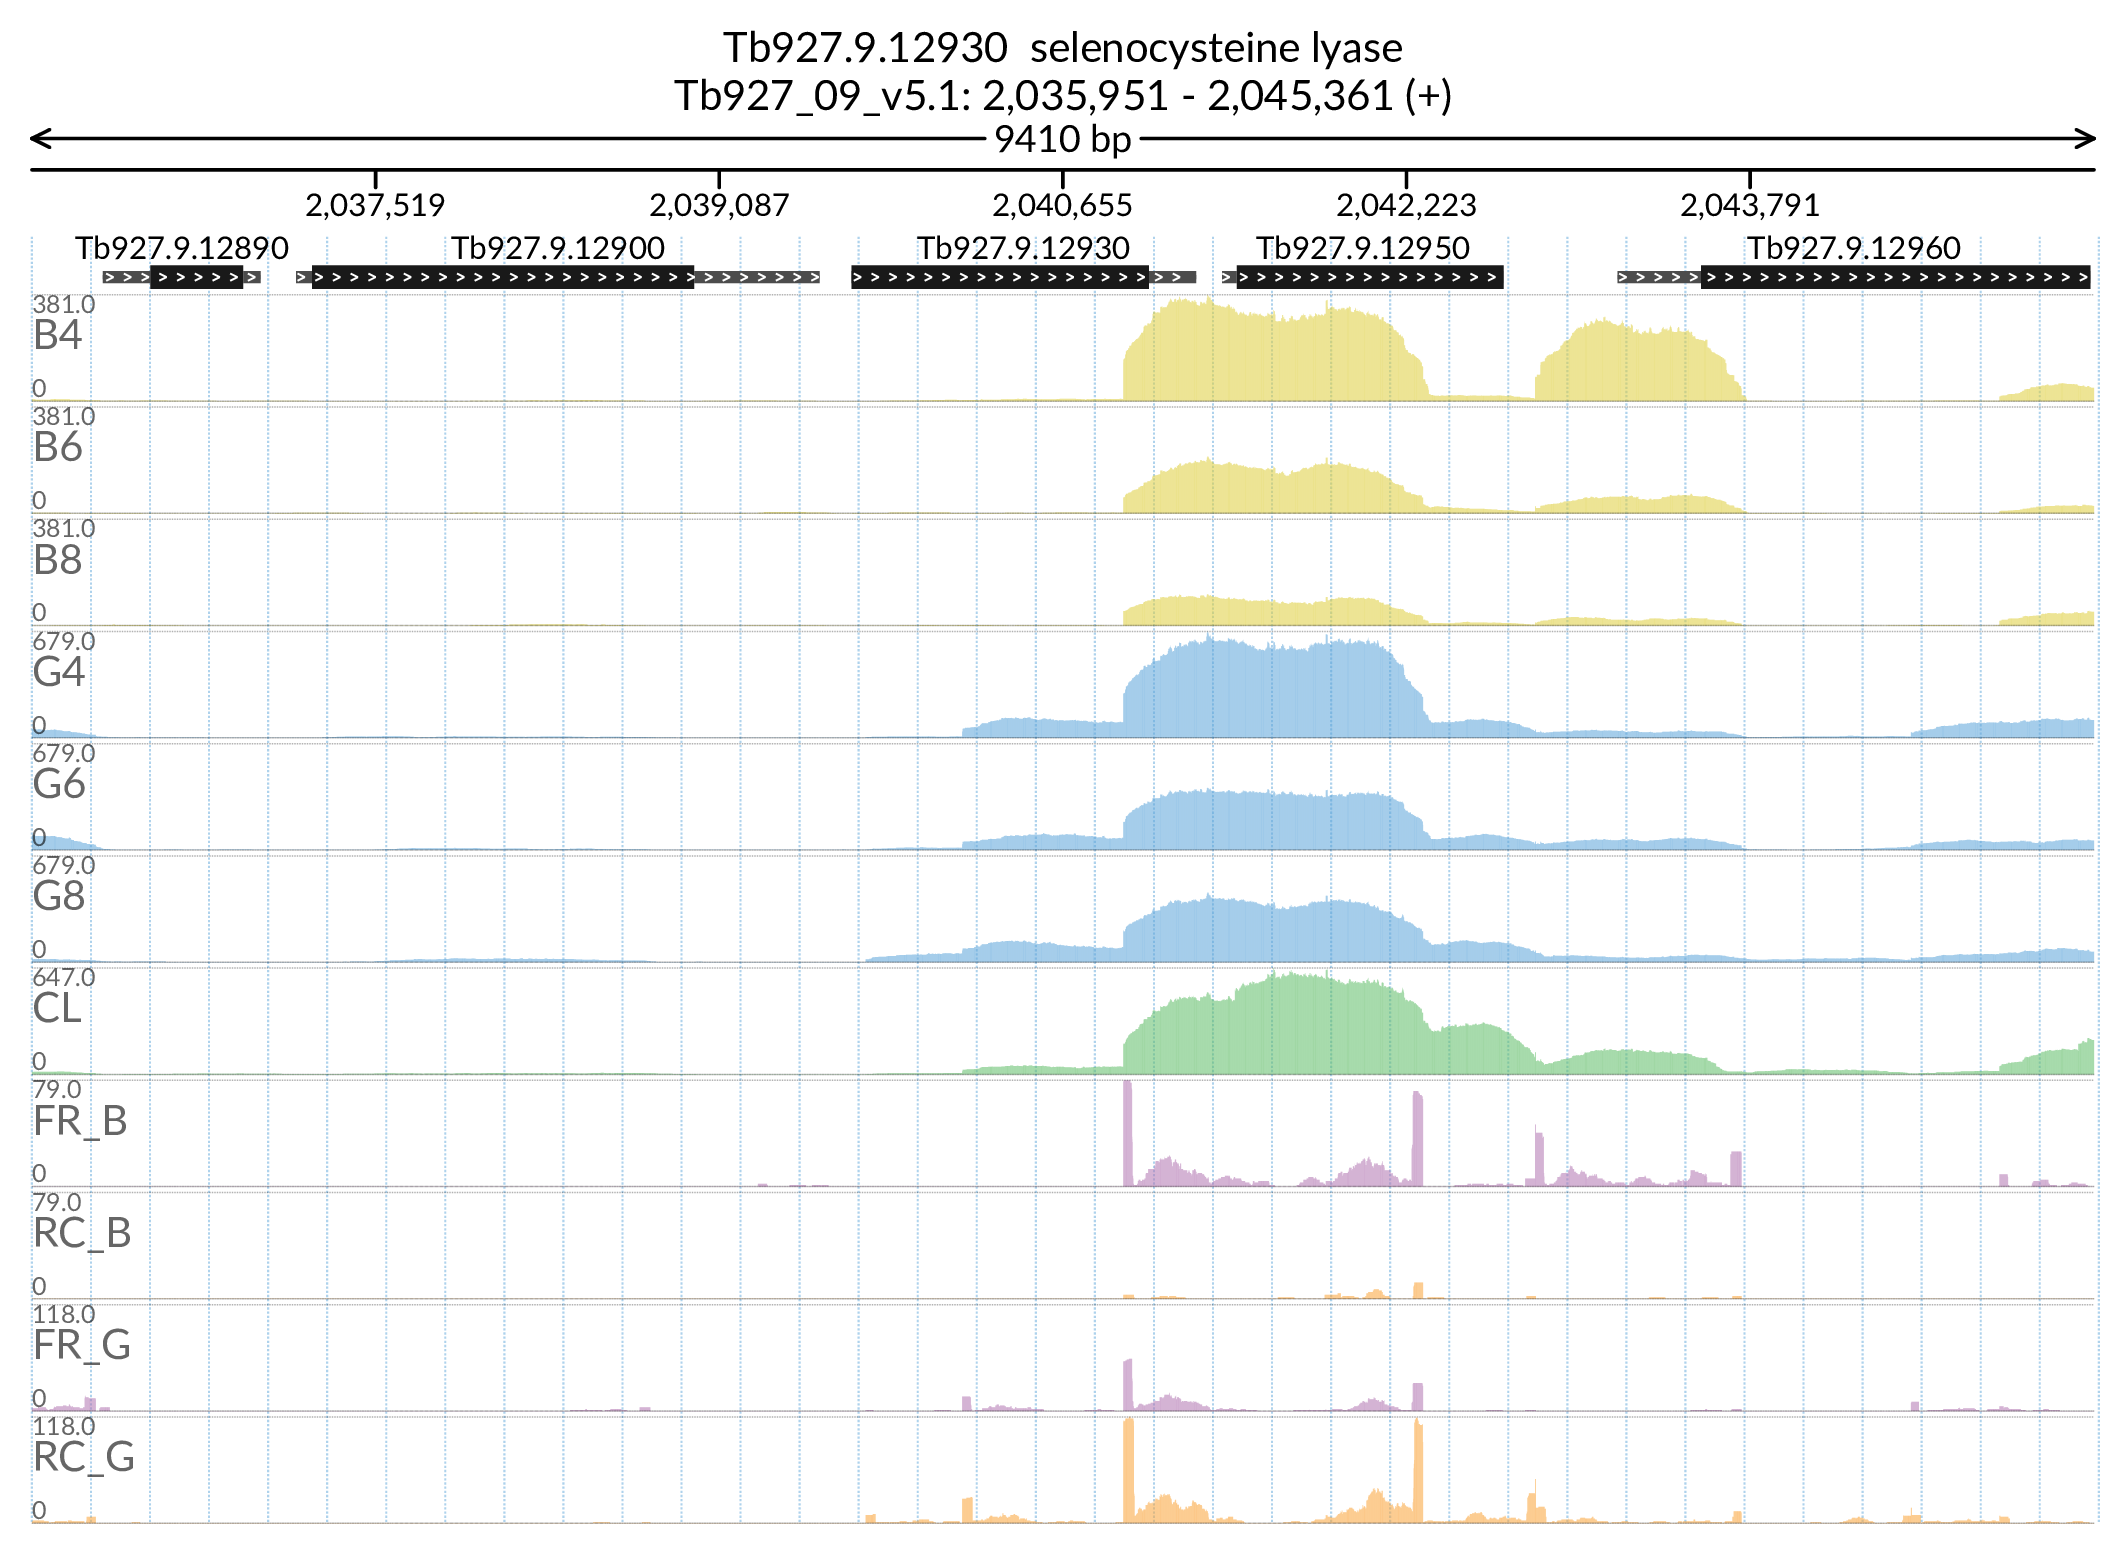 Tb927.9.12930  selenocysteine lyase
Tb927_09_v5.1: 2,035,951 - 2,045,361 (+)
9410 bp
2,037,519 2,039,087 2,040,655 2,042,223 2,043,791
Tb927.9.12890 Tb927.9.12900 Tb927.9.12930 Tb927.9.12950 Tb927.9.12960
381.0
B4
0
381.0
B6
0
381.0
B8
0
679.0
G4
0
679.0
G6
0
679.0
G8
0
647.0
CL
0
79.0
FR_B
0
79.0
RC_B
0
118.0
FR_G
0
118.0
RC_G
0